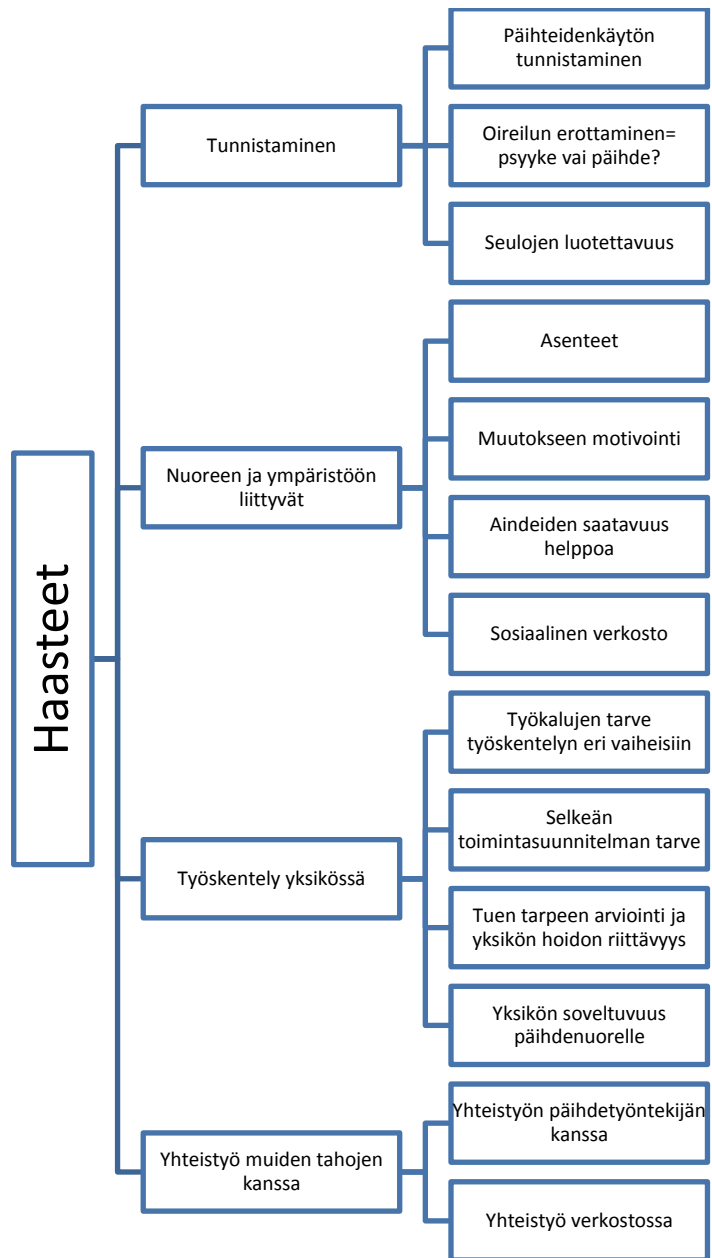 Haasteet
Tunnistaminen
Päihteidenkäytön
tunnistaminen
Oireilun erottaminen=
psyyke vai päihde?
Seulojen luotettavuus
Nuoreen ja ympäristöön
liittyvät
Asenteet
Muutokseen motivointi
Aindeiden saatavuus
helppoa
Sosiaalinen verkosto
Työskentely yksikössä
Työkalujen tarve
työskentelyn eri vaiheisiin
Selkeän
toimintasuunnitelman tarve
Tuen tarpeen arviointi ja
yksikön hoidon riittävyys
Yksikön soveltuvuus
päihdenuorelle
Yhteistyö muiden tahojen
kanssa
Yhteistyön päihdetyöntekijän
kanssa
Yhteistyö verkostossa